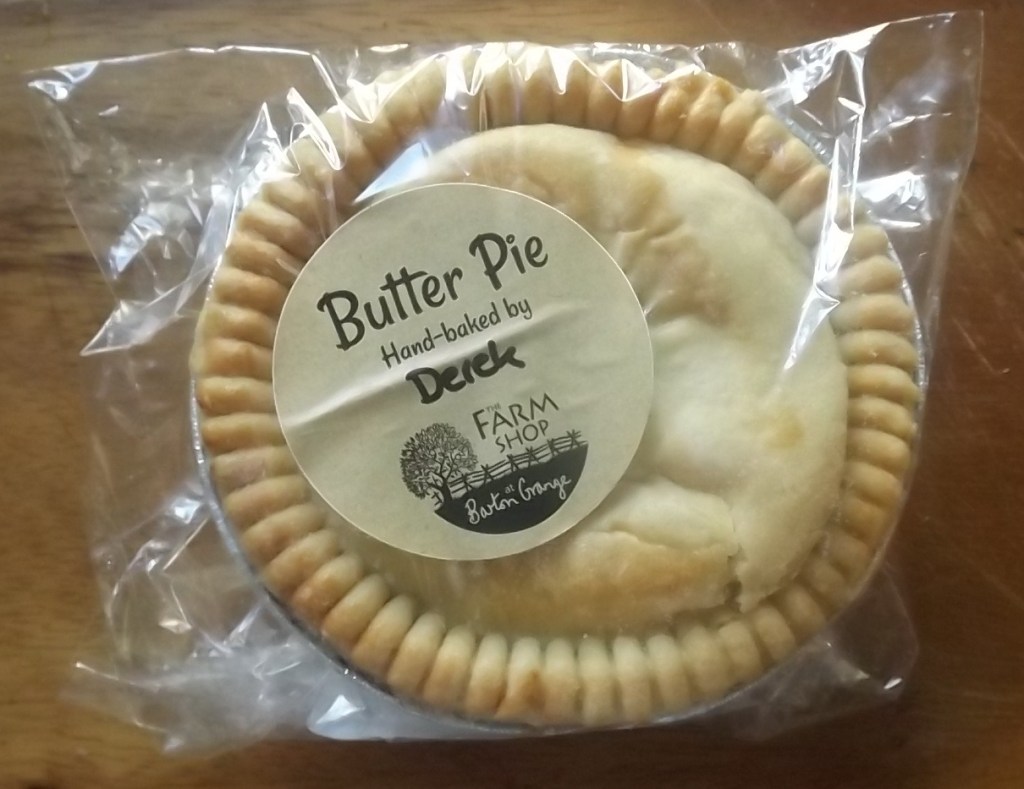 Butter Pie
Hand-baked by
Derek
THE
FARM
SHOP
at
Barton Grange